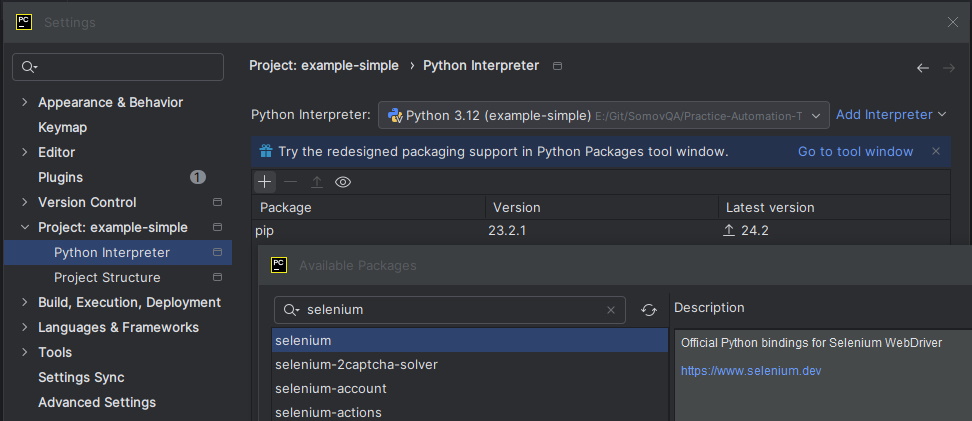 PC Settings
Project: example-simple › Python Interpreter
Appearance & Behavior
Keymap
Editor
Plugins 1
Version Control
Project: example-simple
Python Interpreter
Project Structure
Build, Execution, Deployment
Languages & Frameworks
Tools
Settings Sync
Advanced Settings
Python Interpreter: Python 3.12 (example-simple) E:/Git/SomovQA/Practice-Automation-T Add Interpreter
Try the redesigned packaging support in Python Packages tool window. Go to tool window
Package Version Latest version
pip 23.2.1 24.2
PC Available Packages
selenium
selenium
selenium-2captcha-solver
selenium-account
selenium-actions
Description
Official Python bindings for Selenium WebDriver
https://www.selenium.dev